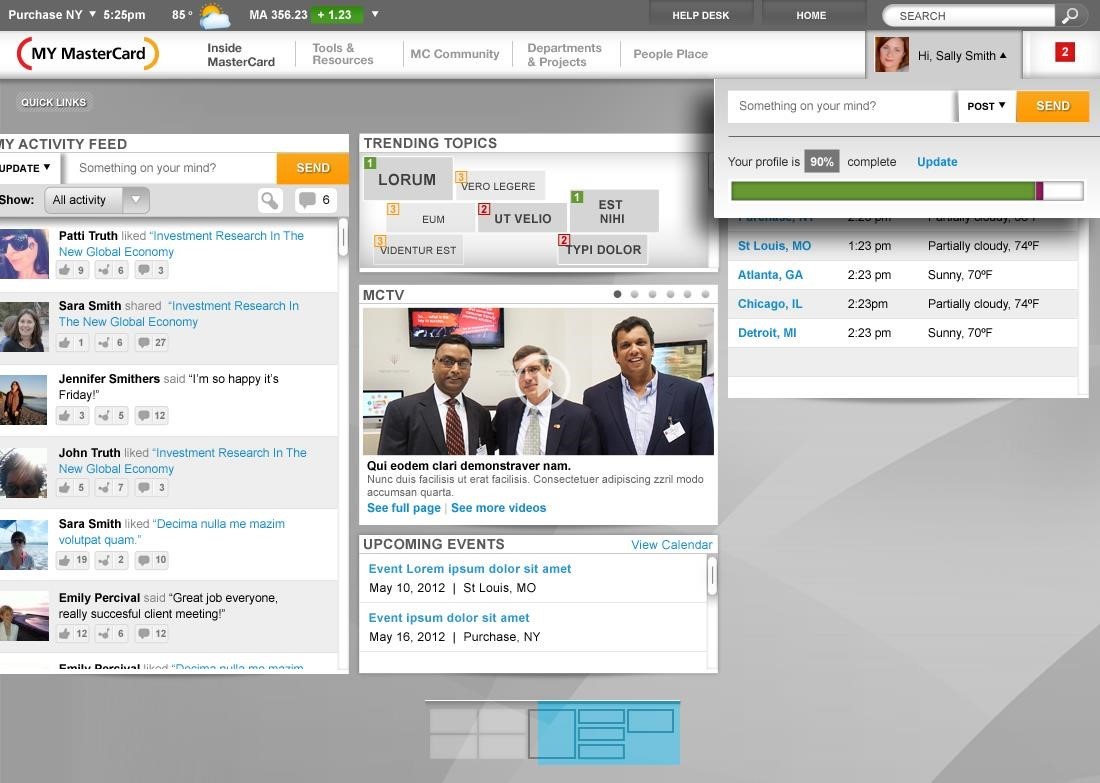 Purchase NY ▼ 5:25pm
85 º
MA 356.23 + 1.23 ▼
HELP DESK
HOME
SEARCH
MY MasterCard
Inside
MasterCard
Tools &
Resources
MC Community
Departments
& Projects
People Place
Hi, Sally Smith ▲
2
QUICK LINKS
Something on your mind?
POST ▼
SEND
Your profile is 90% complete Update
MY ACTIVITY FEED
UPDATE ▼
Something on your mind?
SEND
Show: All activity
6
Patti Truth liked “Investment Research In The
New Global Economy
9 6 3
Sara Smith shared “Investment Research In
The New Global Economy
1 6 27
Jennifer Smithers said “I’m so happy it’s
Friday!”
3 5 12
John Truth liked “Investment Research In The
New Global Economy
5 7 3
Sara Smith liked “Decima nulla me mazim
volutpat quam.”
19 2 10
Emily Percival said “Great job everyone,
really succesful client meeting!”
12 6 12
Emily Percival liked “Decima nulla me mazim
TRENDING TOPICS
1 LORUM
3 VERO LEGERE
3 EUM
2 UT VELIO
1 EST
NIHI
3 VIDENTUR EST
2 TYPI DOLOR
MCTV
Qui eodem clari demonstraver nam.
Nunc duis facilisis ut erat facilisis. Consectetuer adipiscing zzril modo
accumsan quarta.
See full page | See more videos
UPCOMING EVENTS
View Calendar
Event Lorem ipsum dolor sit amet
May 10, 2012 | St Louis, MO
Event ipsum dolor sit amet
May 16, 2012 | Purchase, NY
Purchase, NY 2:23 pm Partially cloudy,
St Louis, MO 1:23 pm Partially cloudy, 74ºF
Atlanta, GA 2:23 pm Sunny, 70ºF
Chicago, IL 2:23pm Partially cloudy, 74ºF
Detroit, MI 2:23 pm Sunny, 70ºF